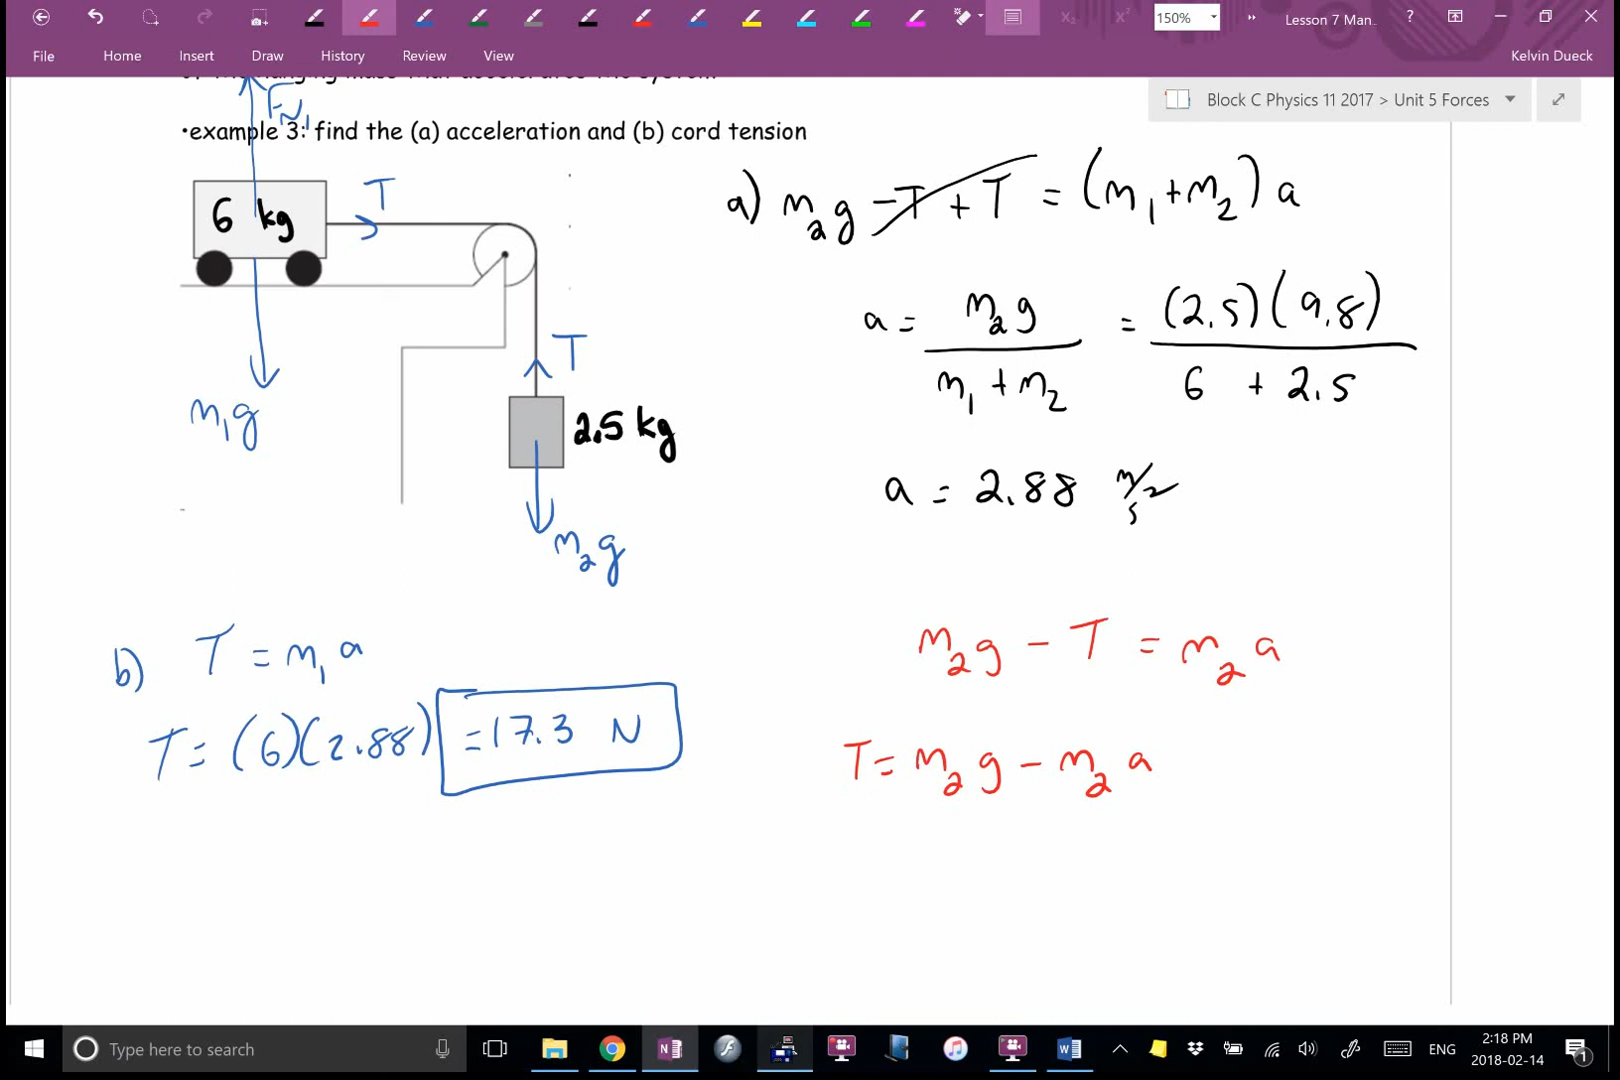 150%
Lesson 7 Man..
?
File Home Insert Draw History Review View
Kelvin Dueck
Block C Physics 11 2017 > Unit 5 Forces
FN1
•example 3: find the (a) acceleration and (b) cord tension
6 kg
T
m₁g
T
2.5 kg
m₂g
a) m₂g - T + T = (m₁ + m₂) a
a = m₂g / (m₁ + m₂) = (2.5)(9.8) / (6 + 2.5)
a = 2.88 m/s²
b) T = m₁a
T = (6)(2.88) = 17.3 N
m₂g - T = m₂a
T = m₂g - m₂a
Type here to search
ENG
2:18 PM
2018-02-14
1